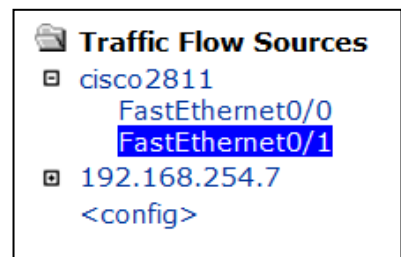 Traffic Flow Sources
cisco2811
FastEthernet0/0
FastEthernet0/1
192.168.254.7
<config>